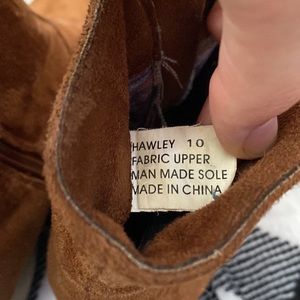 HAWLEY 10
FABRIC UPPER
MAN MADE SOLE
MADE IN CHINA